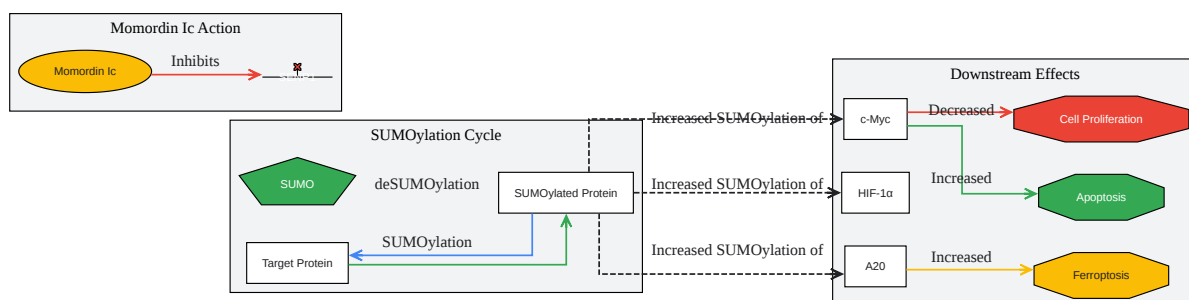 Momordin Ic Action
Momordin Ic
Inhibits
SUMOylation Cycle
SUMO
deSUMOylation
SUMOylated Protein
SUMOylation
Target Protein
Increased SUMOylation of
Increased SUMOylation of
Increased SUMOylation of
Downstream Effects
c-Myc
Decreased
Cell Proliferation
HIF-1α
Increased
Apoptosis
A20
Increased
Ferroptosis